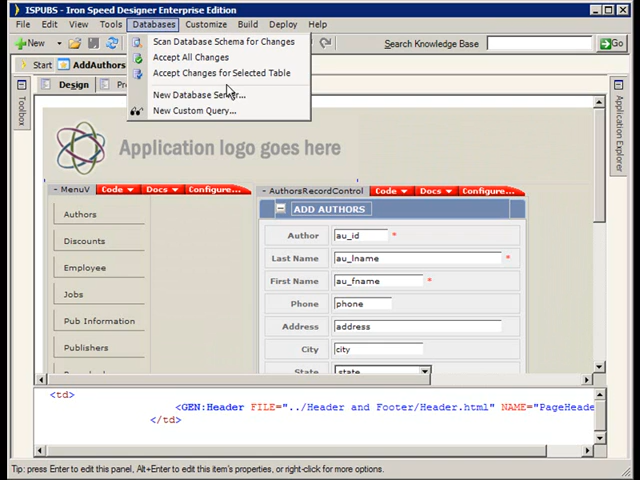 ISPUBS: Iron Speed Designer Enterprise Edition
File Edit View Tools Databases Customize Build Deploy Help
New Search Knowledge Base Go
Scan Database Schema for Changes
Accept All Changes
Accept Changes for Selected Table
New Database Server...
New Custom Query...
Start AddAuthors
Design
Toolbox
Application Explorer
Application logo goes here
MenuV Code Docs Configure...
AuthorsRecordControl Code Docs Configure...
Authors
Discounts
Employee
Jobs
Pub Information
Publishers
ADD AUTHORS
Author au_id *
Last Name au_lname *
First Name au_fname *
Phone phone
Address address
City city
State state
<td>
<GEN:Header FILE="../Header and Footer/Header.html" NAME="PageHeade
</td>
Tip: press Enter to edit this panel, Alt+Enter to edit this item's properties, or right-click for more options.